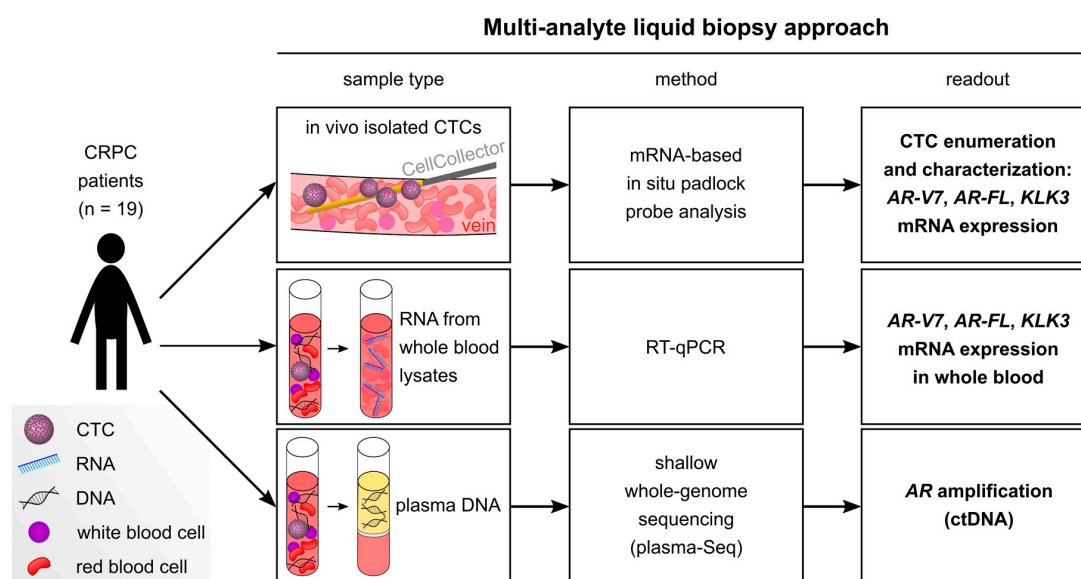 Multi-analyte liquid biopsy approach
sample type
method
readout
CRPC
patients
(n = 19)
in vivo isolated CTCs
CellCollector
vein
mRNA-based
in situ padlock
probe analysis
CTC enumeration
and characterization:
AR-V7, AR-FL, KLK3
mRNA expression
RNA from
whole blood
lysates
RT-qPCR
AR-V7, AR-FL, KLK3
mRNA expression
in whole blood
plasma DNA
shallow
whole-genome
sequencing
(plasma-Seq)
AR amplification
(ctDNA)
CTC
RNA
DNA
white blood cell
red blood cell